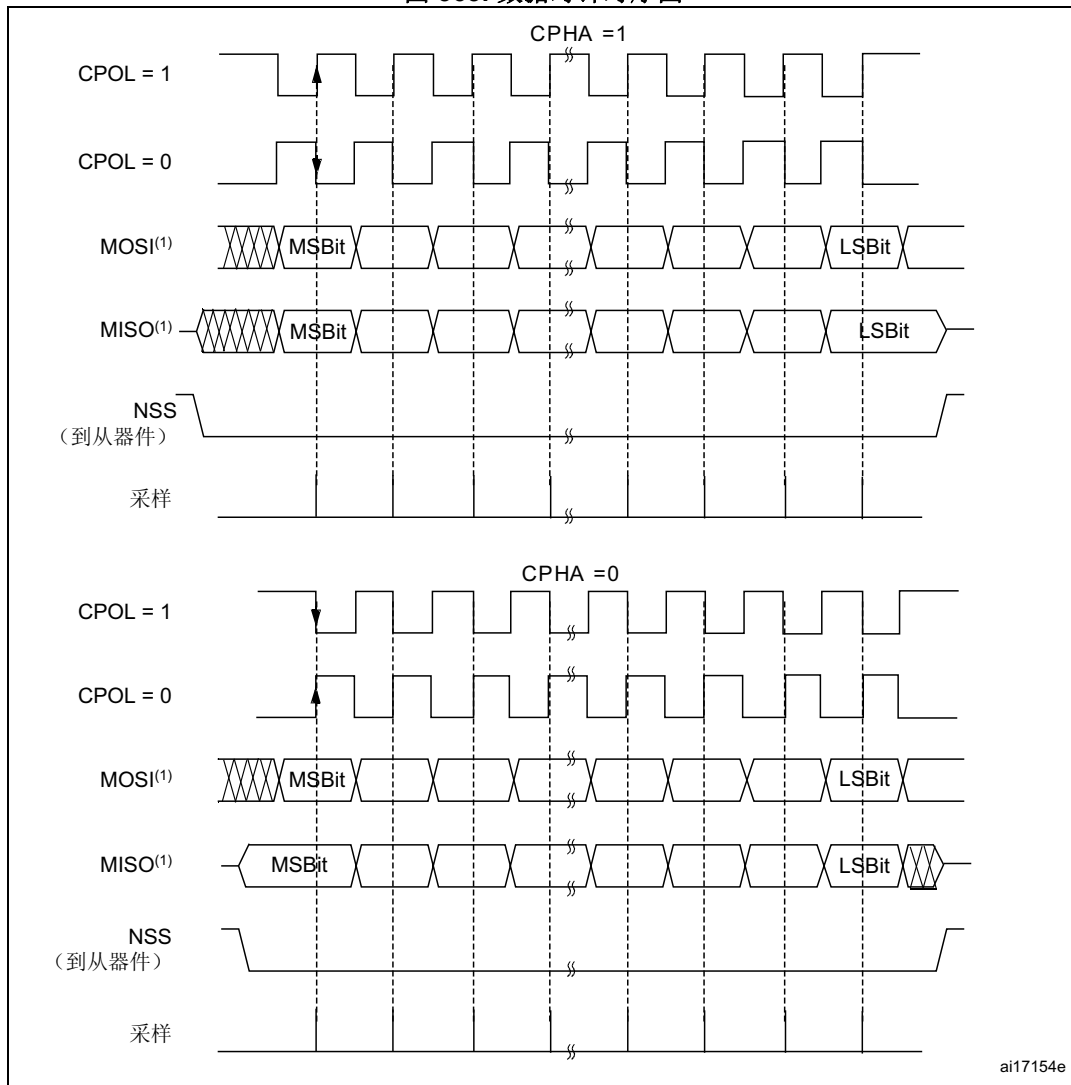 CPHA =1
CPOL = 1
CPOL = 0
MOSI(1) MSBit LSBit
MISO(1) MSBit LSBit
NSS
（到从器件）
采样
CPHA =0
CPOL = 1
CPOL = 0
MOSI(1) MSBit LSBit
MISO(1) MSBit LSBit
NSS
（到从器件）
采样
ai17154e